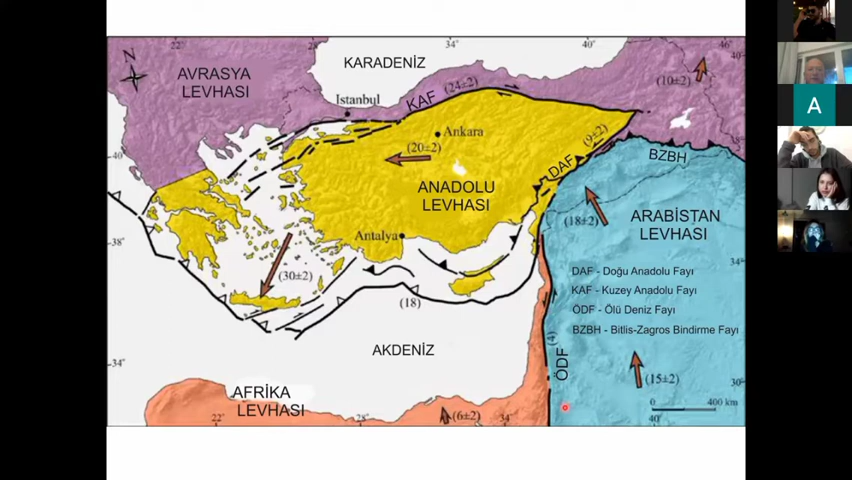 22°
28
34°
40°
46°
N
AVRASYA
LEVHASI
KARADENİZ
(10±2)
40°
KAF
(24±2)
Istanbul
Ankara
(9±2)
(20±2)
DAF
BZBH
38°
40
ANADOLU
LEVHASI
ARABİSTAN
LEVHASI
(18±2)
Antalya
38°
34°
(30±2)
(18)
DAF - Doğu Anadolu Fayı
KAF - Kuzey Anadolu Fayı
ÖDF - Ölü Deniz Fayı
BZBH - Bitlis-Zagros Bindirme Fayı
(4)
AKDENİZ
ÖDF
34°
(15±2)
30°
AFRİKA
LEVHASI
0
400 km
22°
28
(6±2)
34°
40°
A